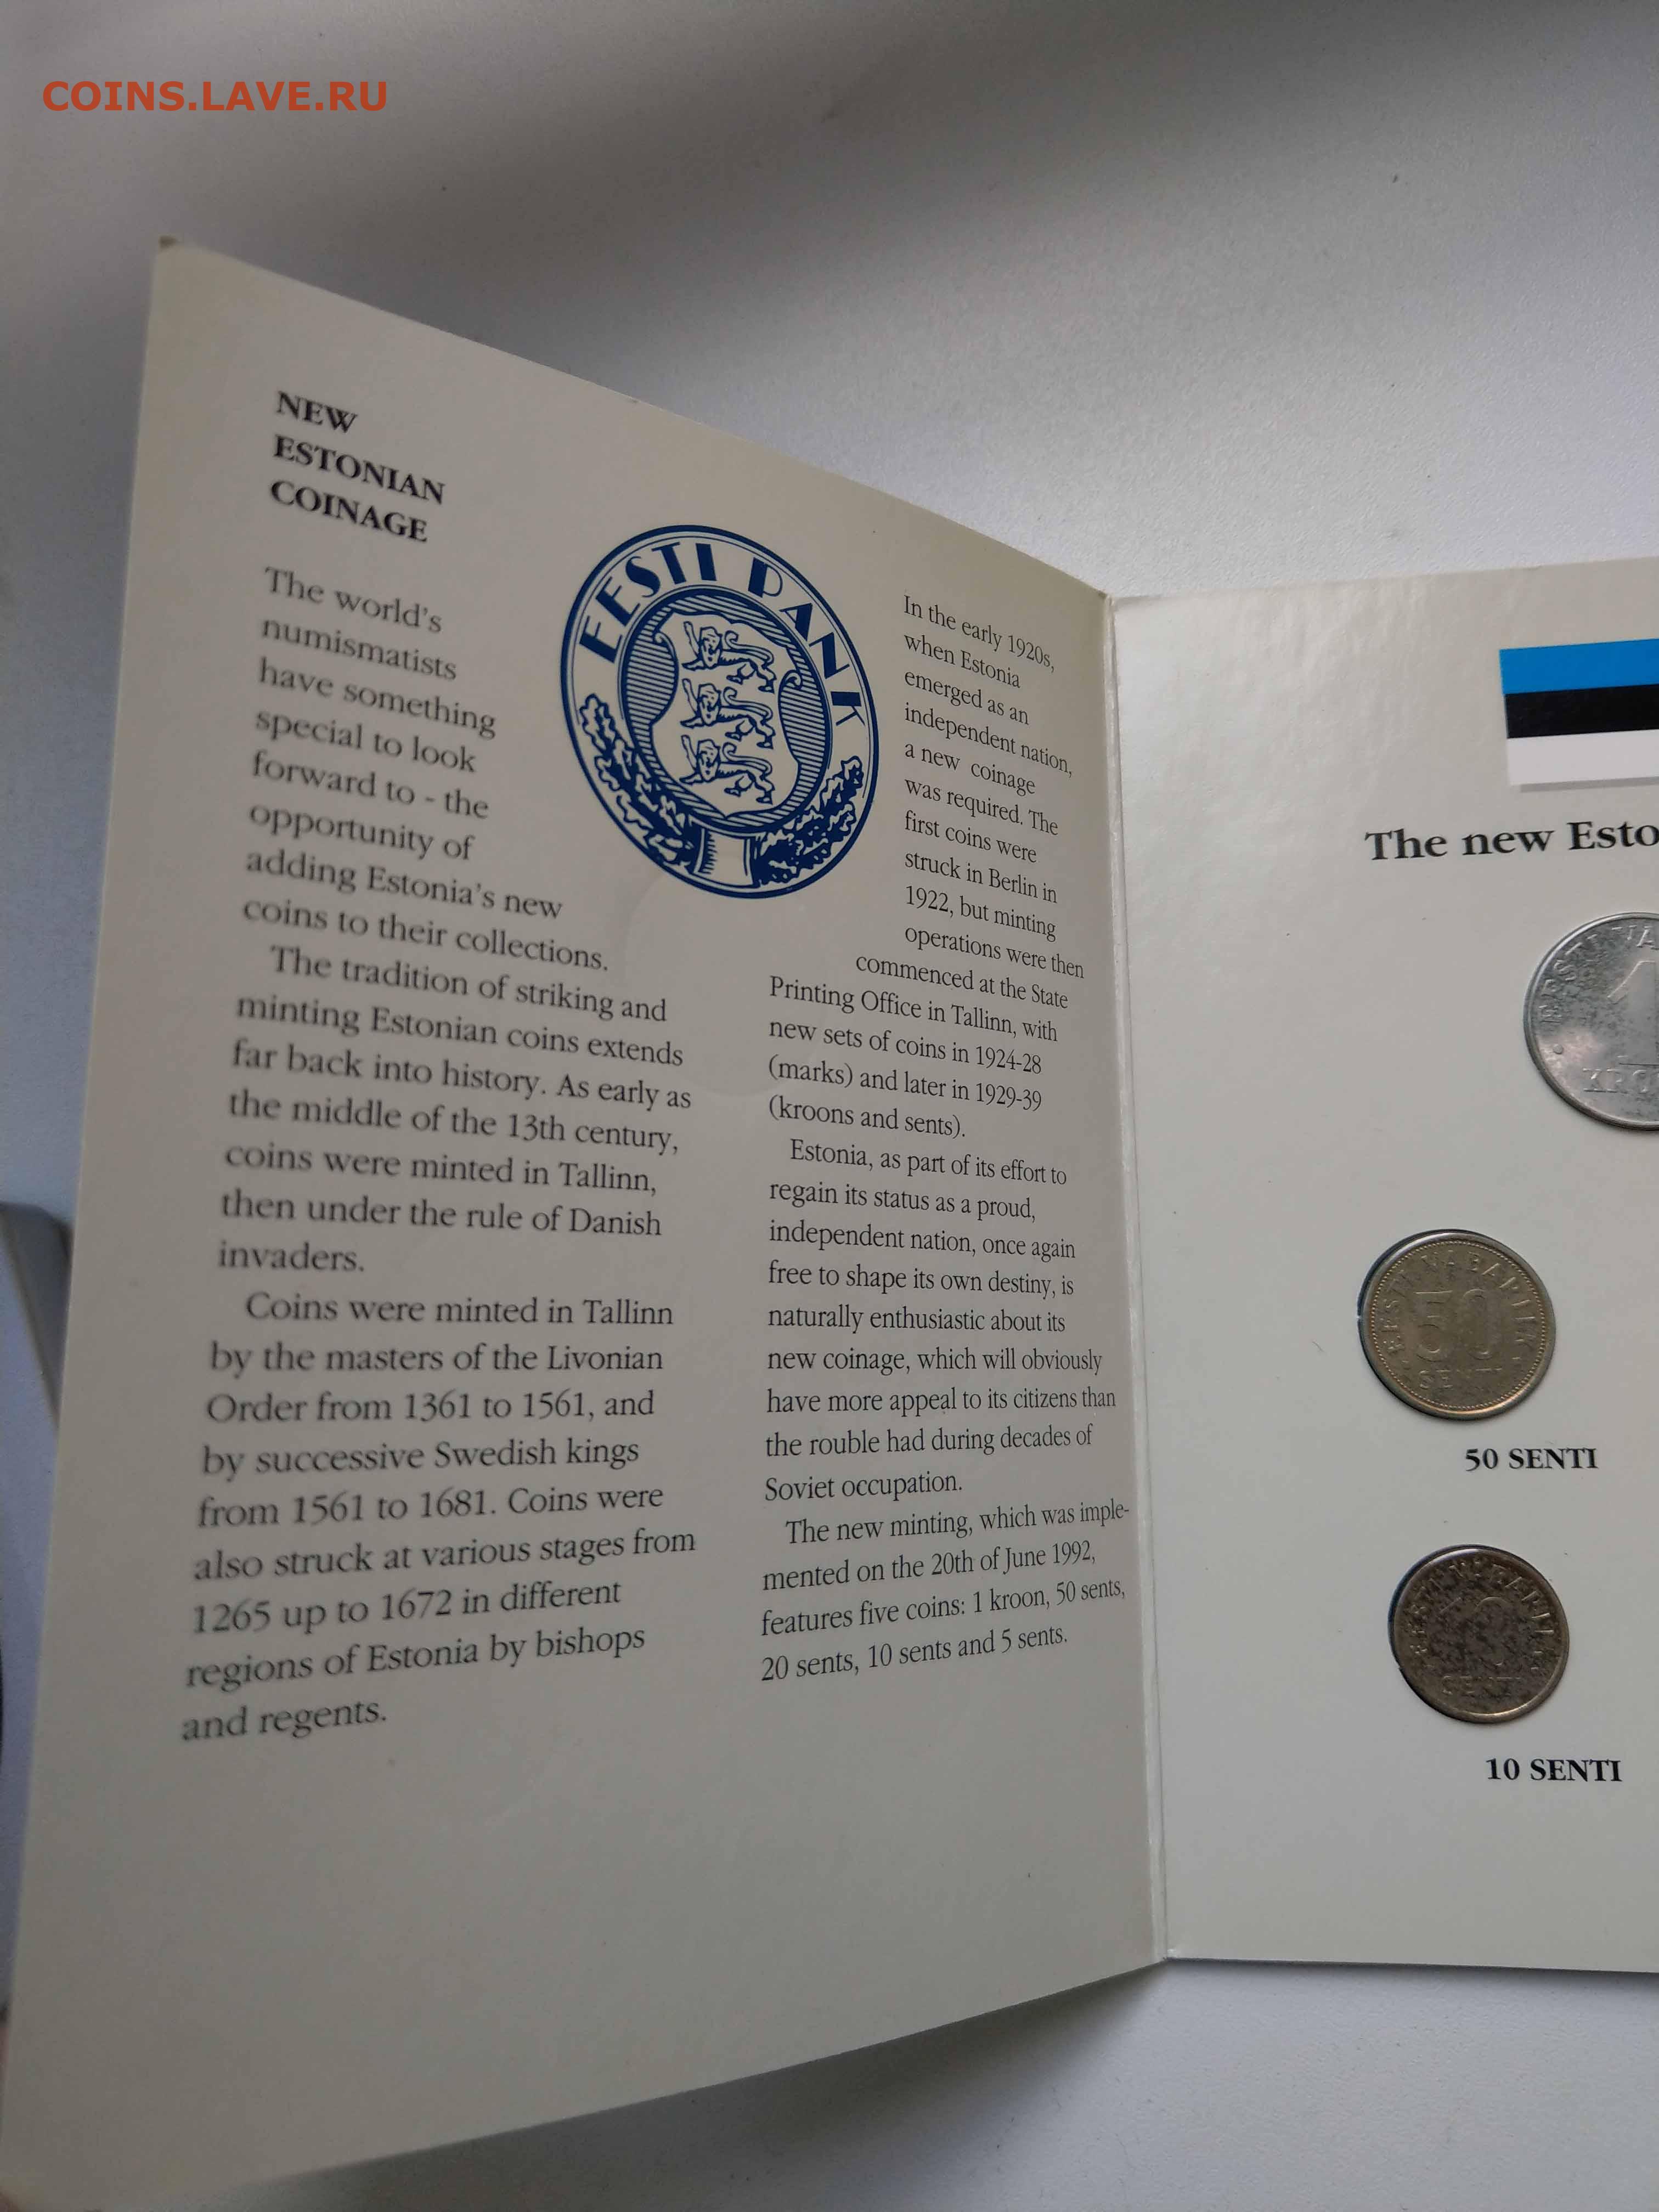 COINS.LAVE.RU
NEW
ESTONIAN
COINAGE
The world's
numismatists
have something
special to look
forward to - the
opportunity of
adding Estonia's new
coins to their collections.
The tradition of striking and
minting Estonian coins extends
far back into history. As early as
the middle of the 13th century,
coins were minted in Tallinn,
then under the rule of Danish
invaders.
Coins were minted in Tallinn
by the masters of the Livonian
Order from 1361 to 1561, and
by successive Swedish kings
from 1561 to 1681. Coins were
also struck at various stages from
1265 up to 1672 in different
regions of Estonia by bishops
and regents.
EESTI PANK
In the early 1920s,
when Estonia
emerged as an
independent nation,
a new coinage
was required. The
first coins were
struck in Berlin in
1922, but minting
operations were then
commenced at the State
Printing Office in Tallinn, with
new sets of coins in 1924-28
(marks) and later in 1929-39
(kroons and sents).
Estonia, as part of its effort to
regain its status as a proud,
independent nation, once again
free to shape its own destiny, is
naturally enthusiastic about its
new coinage, which will obviously
have more appeal to its citizens than
the rouble had during decades of
Soviet occupation.
The new minting, which was imple-
mented on the 20th of June 1992,
features five coins: 1 kroon, 50 sents,
20 sents, 10 sents and 5 sents.
The new Esto
1
EESTI VABARIIK
50
SENTI
50 SENTI
10
SENTI
10 SENTI